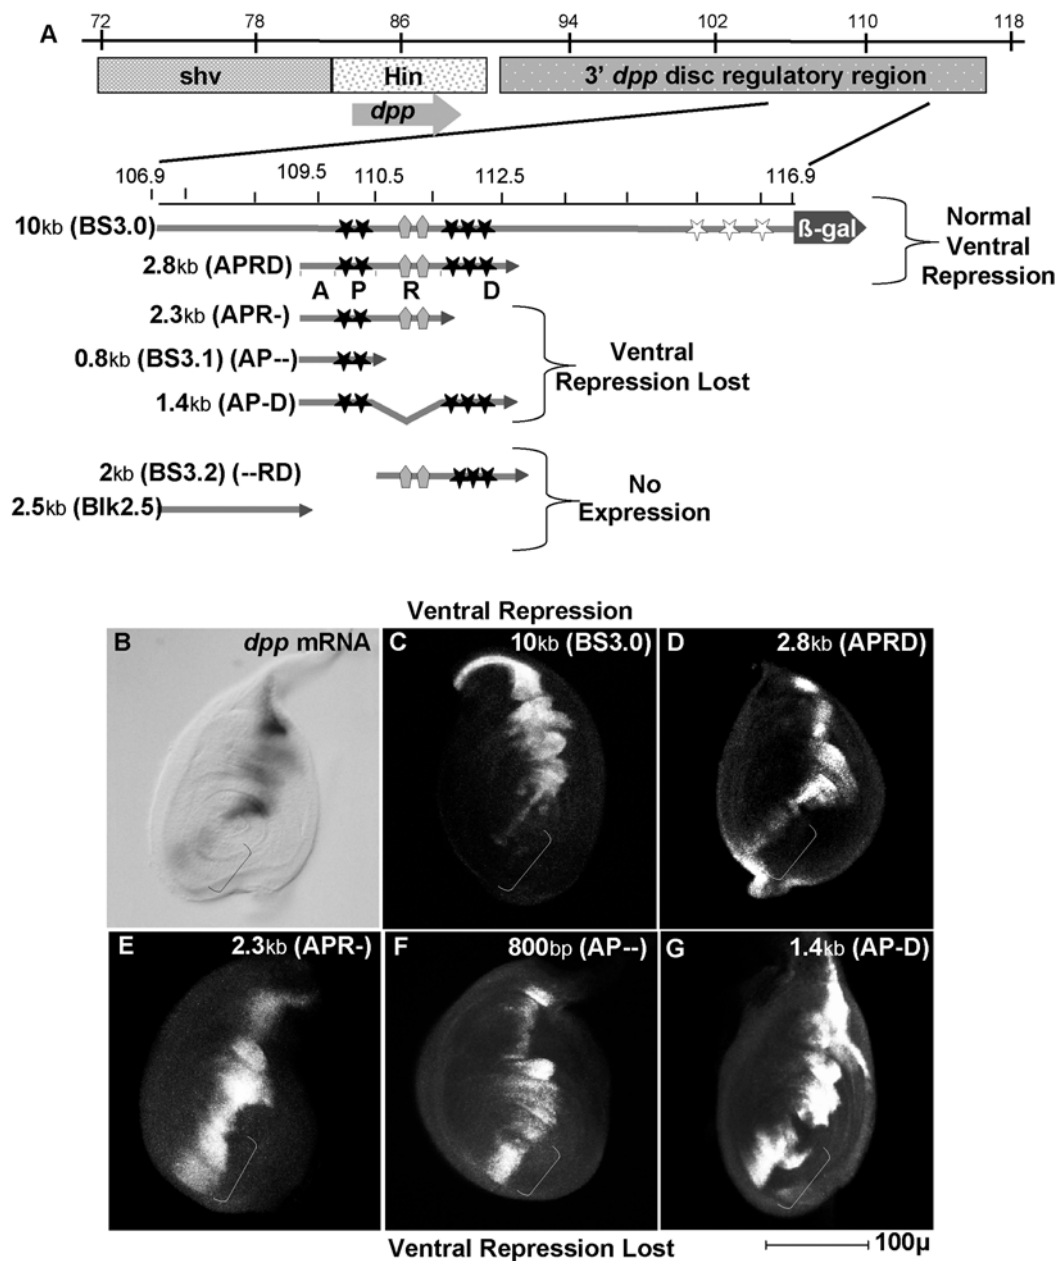 A
72 78 86 94 102 110 118
shv Hin 3' dpp disc regulatory region
dpp
106.9 109.5 110.5 112.5 116.9
10kb (BS3.0) ß-gal
Normal
Ventral
Repression
2.8kb (APRD)
A P R D
2.3kb (APR-)
0.8kb (BS3.1) (AP--)
1.4kb (AP-D)
Ventral
Repression Lost
2kb (BS3.2) (--RD)
2.5kb (Blk2.5)
No
Expression
Ventral Repression
B dpp mRNA
C 10kb (BS3.0)
D 2.8kb (APRD)
E 2.3kb (APR-)
F 800bp (AP--)
G 1.4kb (AP-D)
Ventral Repression Lost
100µ